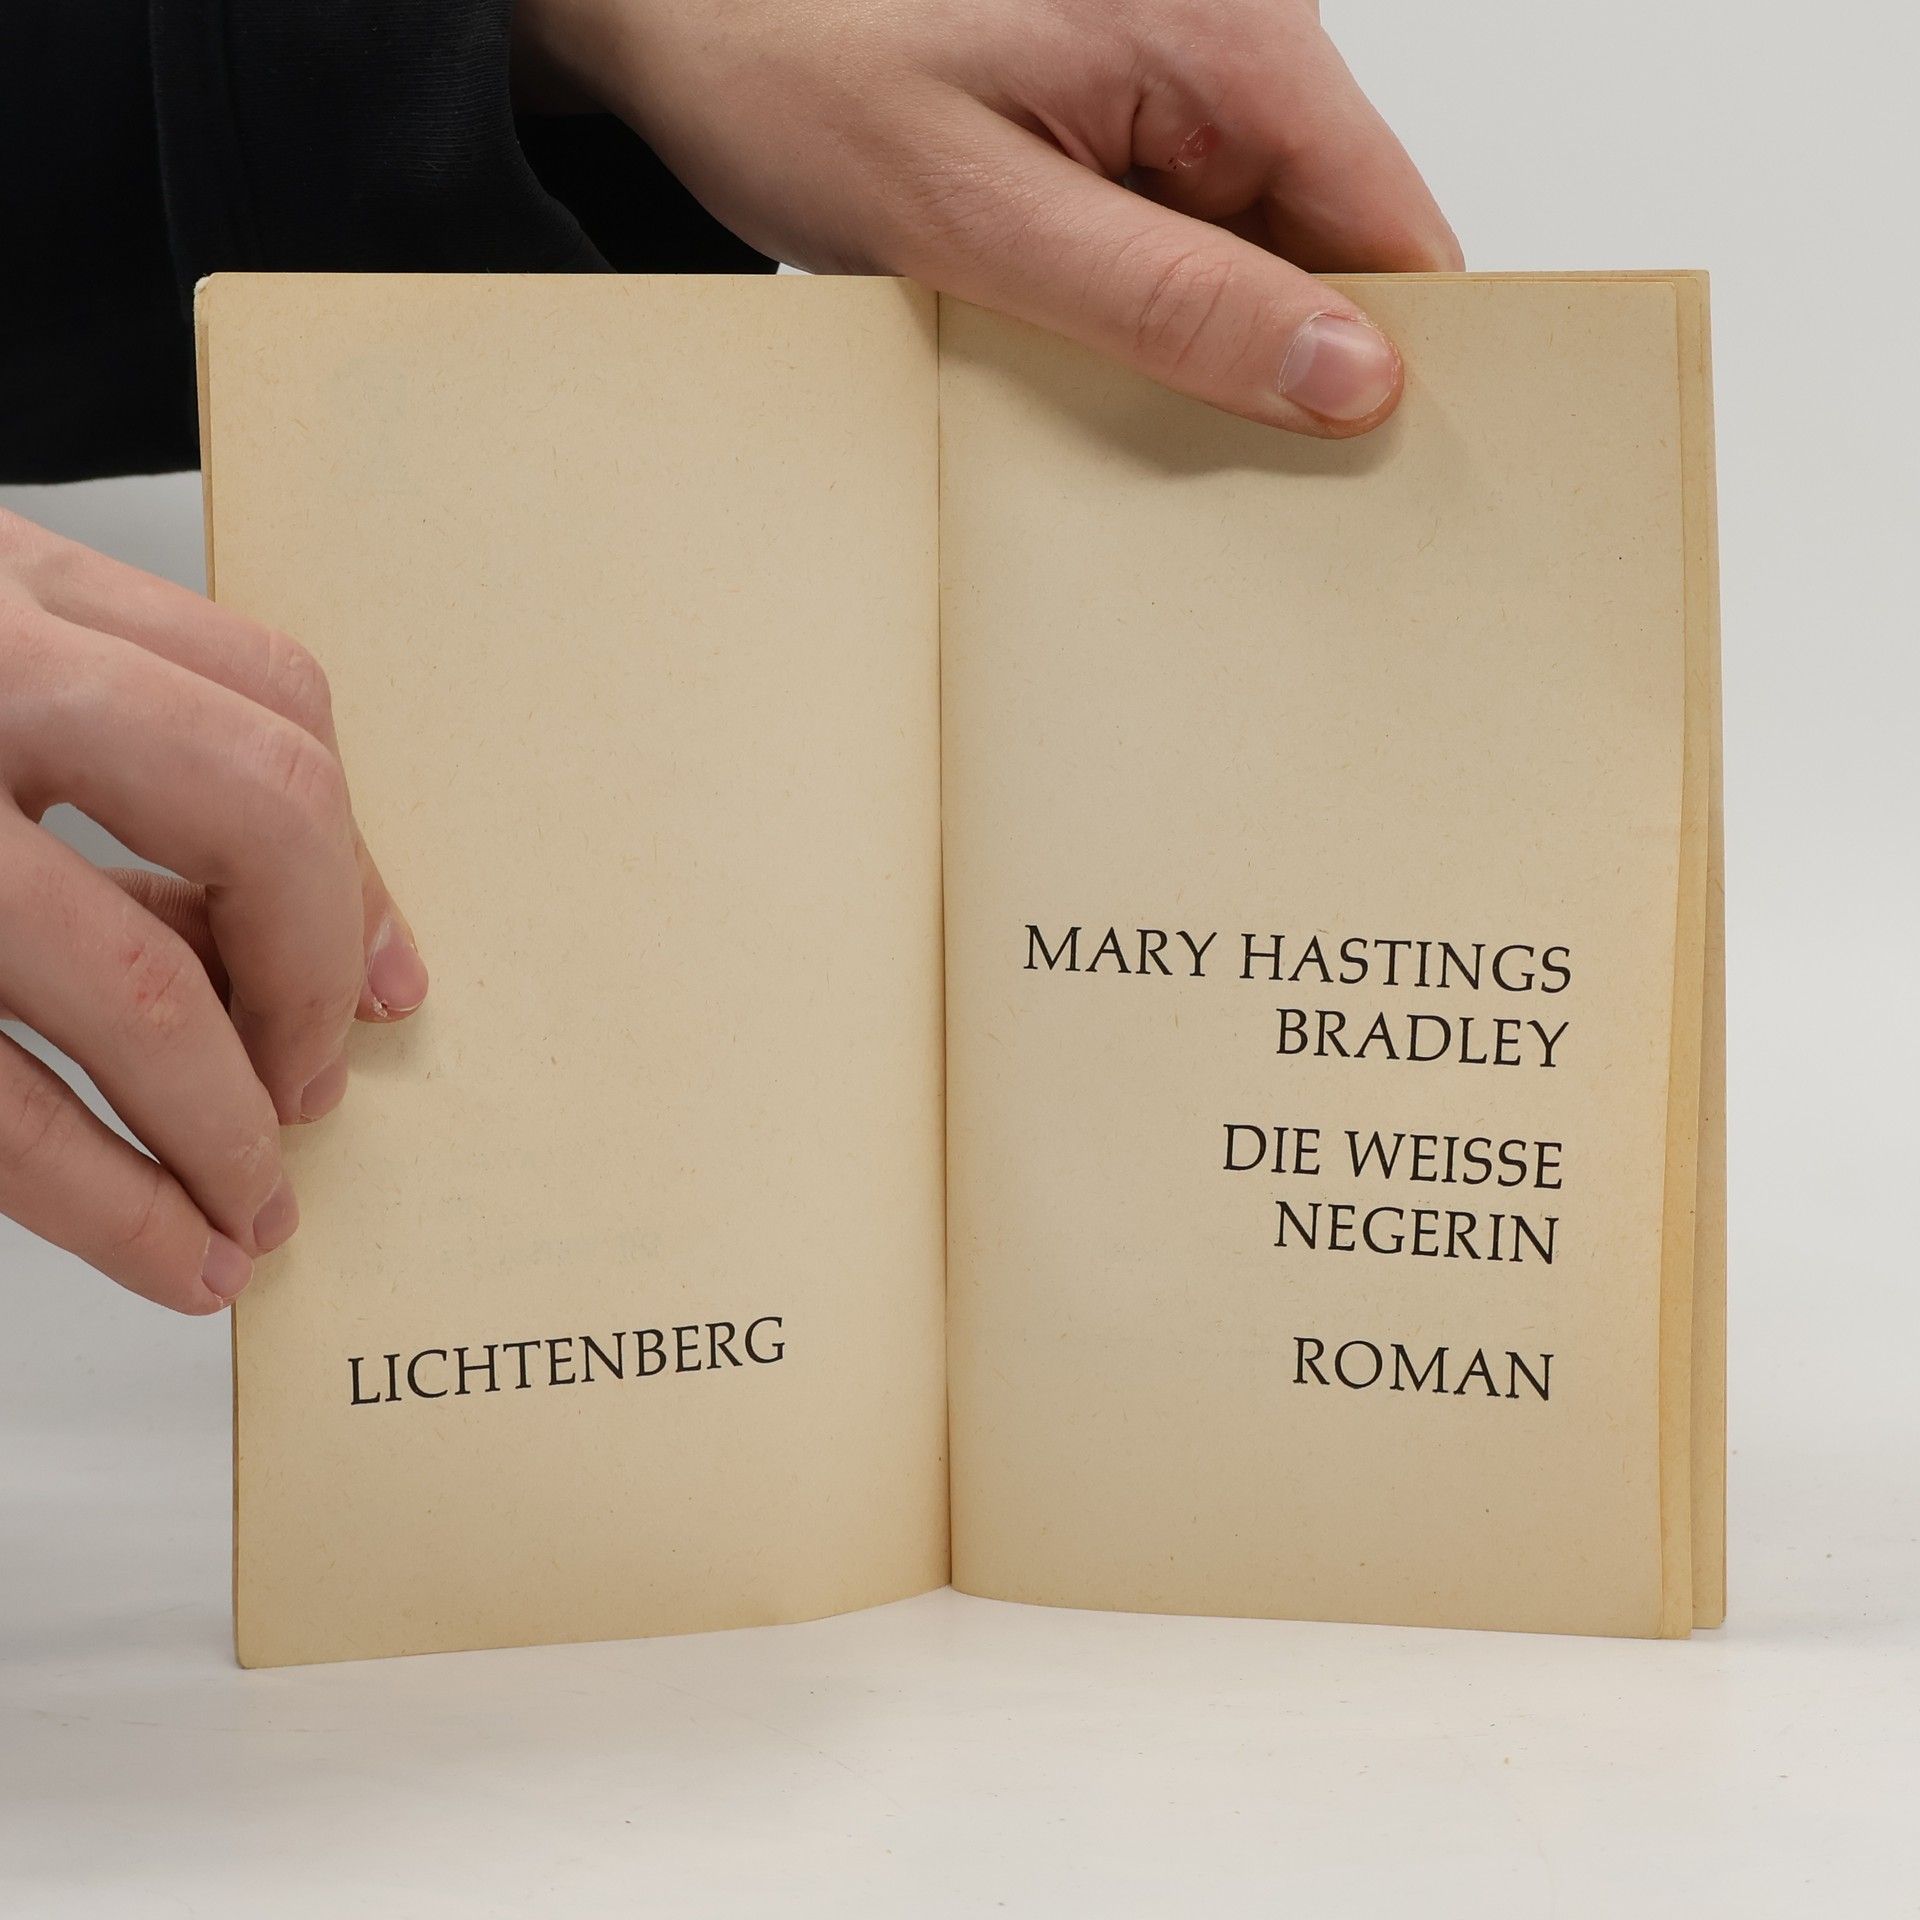 LICHTENBERG
MARY HASTINGS
BRADLEY
DIE WEISSE
NEGERIN
ROMAN